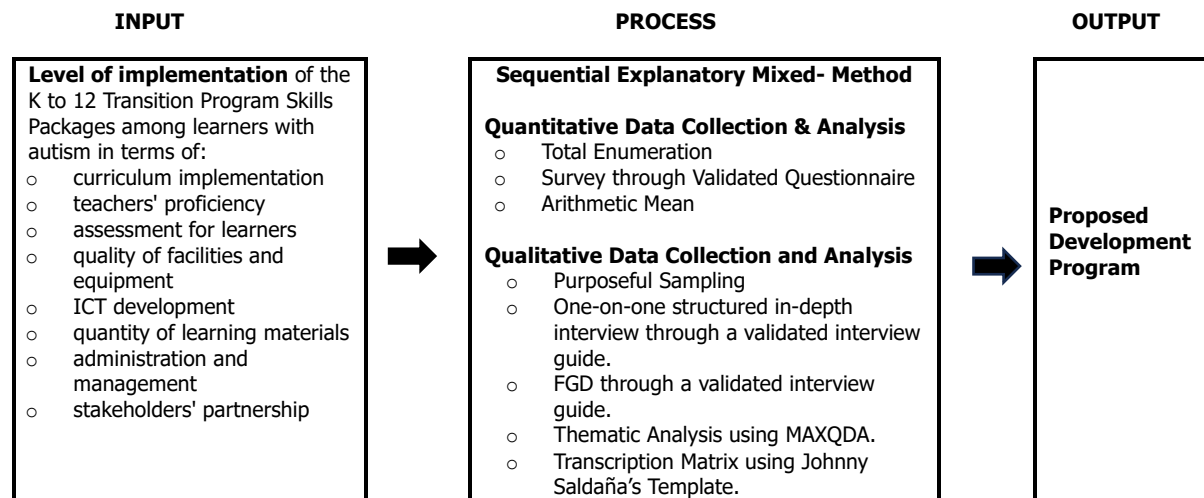 INPUT
PROCESS
OUTPUT
Level of implementation of the
K to 12 Transition Program Skills
Packages among learners with
autism in terms of:
o curriculum implementation
o teachers' proficiency
o assessment for learners
o quality of facilities and
equipment
o ICT development
o quantity of learning materials
o administration and
management
o stakeholders' partnership
Sequential Explanatory Mixed- Method
Quantitative Data Collection & Analysis
o Total Enumeration
o Survey through Validated Questionnaire
o Arithmetic Mean
Qualitative Data Collection and Analysis
o Purposeful Sampling
o One-on-one structured in-depth
interview through a validated interview
guide.
o FGD through a validated interview
guide.
o Thematic Analysis using MAXQDA.
o Transcription Matrix using Johnny
Saldaña’s Template.
Proposed
Development
Program